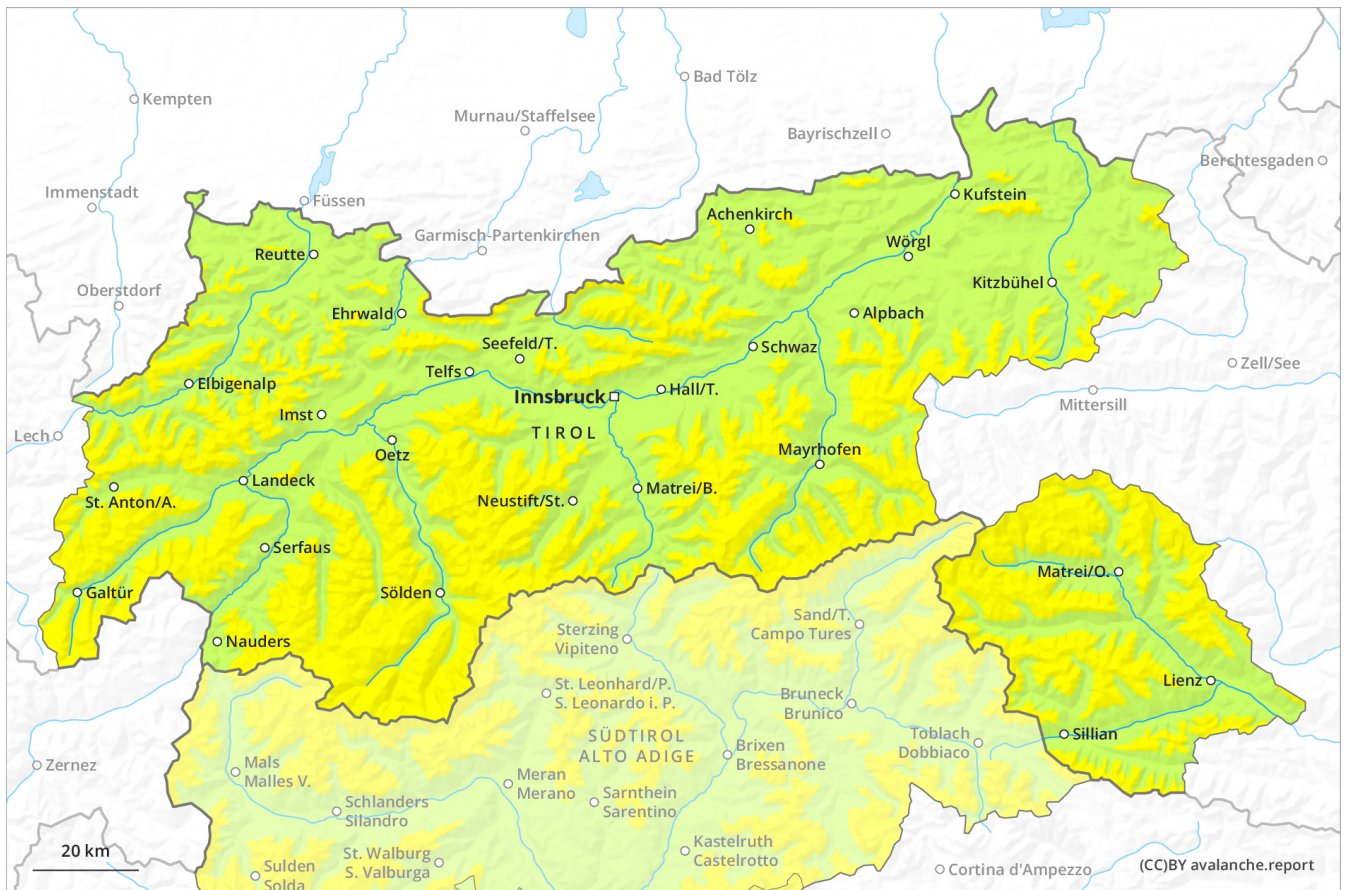 Bad Tölz
Kempten
Murnau/Staffelsee
Bayrischzell
Berchtesgaden
Immenstadt
Füssen
Kufstein
Achenkirch
Garmisch-Partenkirchen
Wörgl
Reutte
Kitzbühel
Oberstdorf
Ehrwald
Alpbach
Seefeld/T.
Schwaz
Zell/See
Telfs
Elbigenalp
Hall/T.
Innsbruck
Mittersill
Imst
TIROL
Lech
Oetz
Mayrhofen
Landeck
St. Anton/A.
Neustift/St.
Matrei/B.
Serfaus
Matrei/O.
Galtür
Sölden
Sand/T.
Campo Tures
Sterzing
Vipiteno
Nauders
Lienz
St. Leonhard/P.
S. Leonardo i. P.
Bruneck
Brunico
SÜDTIROL
ALTO ADIGE
Toblach
Dobbiaco
Sillian
Brixen
Bressanone
Zernez
Mals
Malles V.
Meran
Merano
Sarnthein
Sarentino
Schlanders
Silandro
Kastelruth
Castelrotto
20 km
St. Walburg
S. Valburga
Sulden
Solda
Cortina d'Ampezzo
(CC)BY avalanche.report